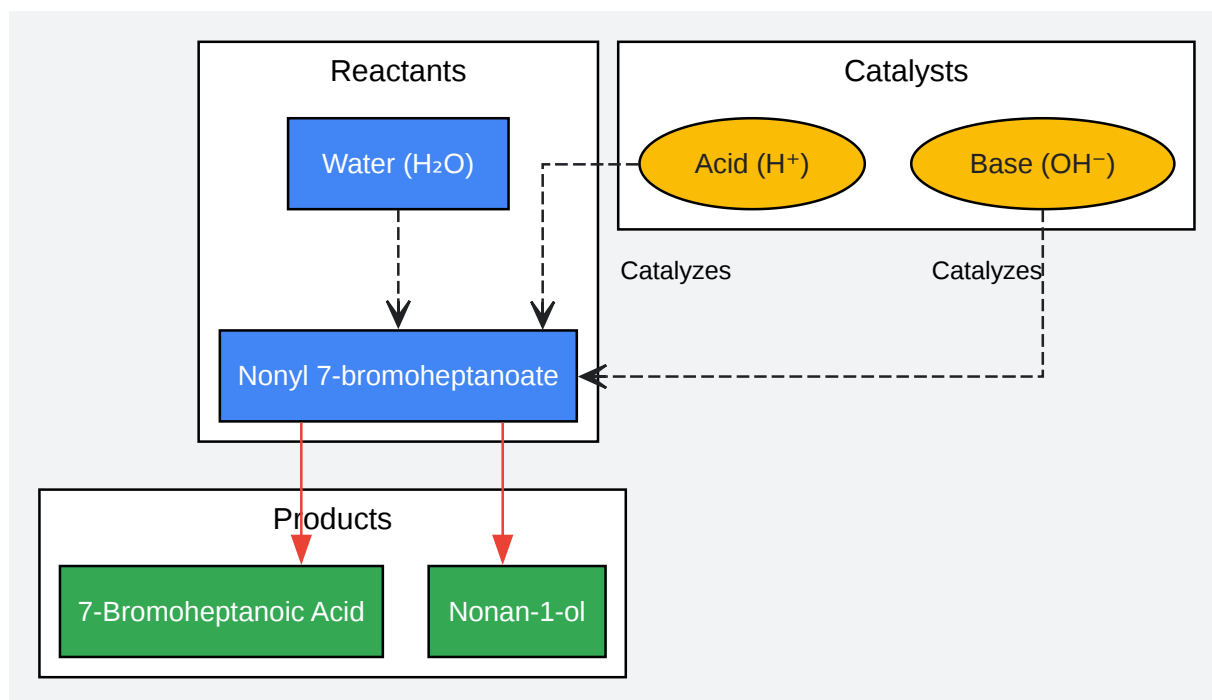 Reactants
Catalysts
Water (H₂O)
Acid (H⁺)
Base (OH⁻)
Catalyzes
Catalyzes
Nonyl 7-bromoheptanoate
Products
7-Bromoheptanoic Acid
Nonan-1-ol